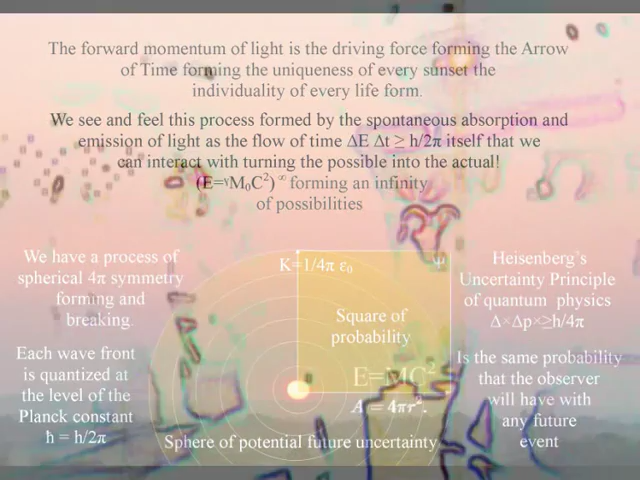 The forward momentum of light is the driving force forming the Arrow
of Time forming the uniqueness of every sunset the
individuality of every life form.
We see and feel this process formed by the spontaneous absorption and
emission of light as the flow of time ΔE Δt ≥ h/2π itself that we
can interact with turning the possible into the actual!
(E=ᵞM₀C²)∞ forming an infinity
of possibilities
We have a process of
spherical 4π symmetry
forming and
breaking.
Each wave front
is quantized at
the level of the
Planck constant
ħ = h/2π
K=1/4π ε₀
Ψ
Square of
probability
E=MC²
A = 4πr².
Sphere of potential future uncertainty
Heisenberg's
Uncertainty Principle
of quantum physics
Δ×Δp×≥h/4π
Is the same probability
that the observer
will have with
any future
event